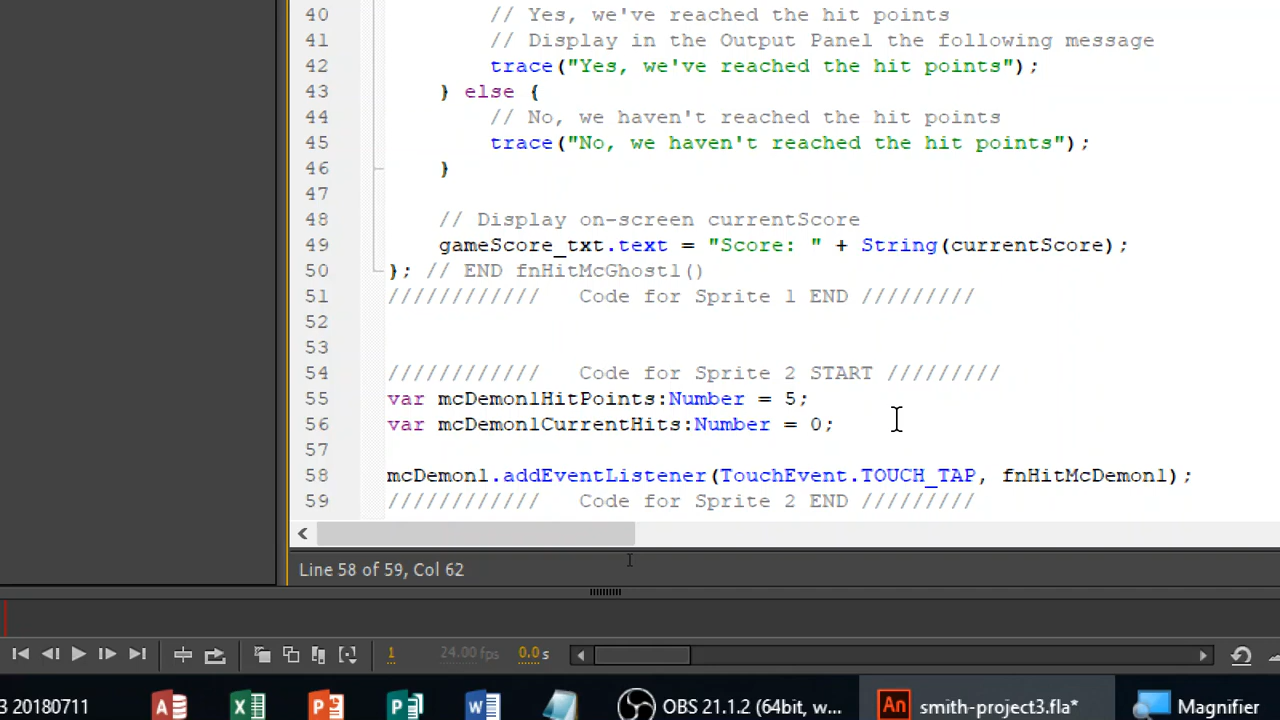 40 // Yes, we've reached the hit points
41 // Display in the Output Panel the following message
42 trace("Yes, we've reached the hit points");
43 } else {
44 // No, we haven't reached the hit points
45 trace("No, we haven't reached the hit points");
46 }
47
48 // Display on-screen currentScore
49 gameScore_txt.text = "Score: " + String(currentScore);
50 }; // END fnHitMcGhost1()
51 //////////// Code for Sprite 1 END /////////
52
53
54 //////////// Code for Sprite 2 START /////////
55 var mcDemon1HitPoints:Number = 5;
56 var mcDemon1CurrentHits:Number = 0;
57
58 mcDemon1.addEventListener(TouchEvent.TOUCH_TAP, fnHitMcDemon1);
59 //////////// Code for Sprite 2 END /////////
Line 58 of 59, Col 62
1 24.00 fps 0.0 s
3 20180711 OBS 21.1.2 (64bit, w... An smith-project3.fla* Magnifier